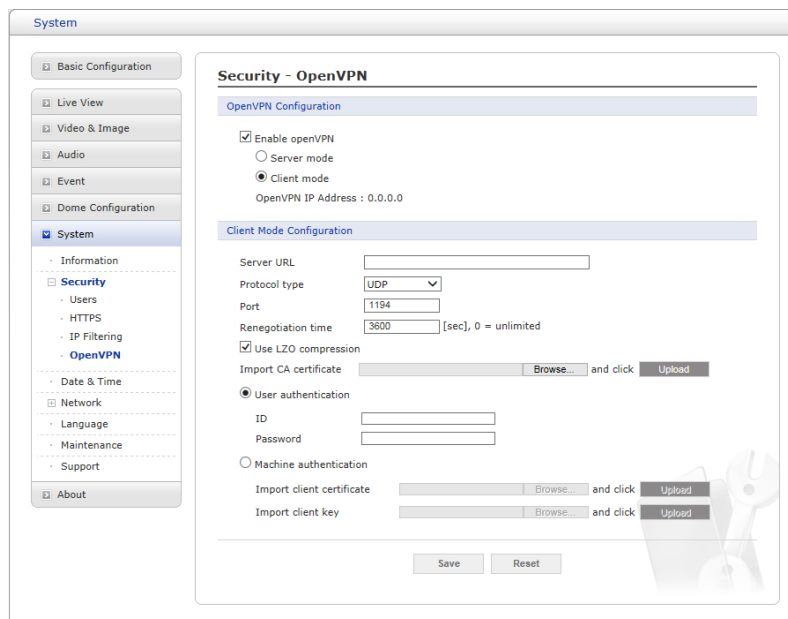 System
Basic Configuration
Live View
Video & Image
Audio
Event
Dome Configuration
System
Information
Security
Users
HTTPS
IP Filtering
OpenVPN
Date & Time
Network
Language
Maintenance
Support
About
Security - OpenVPN
OpenVPN Configuration
Enable openVPN
Server mode
Client mode
OpenVPN IP Address : 0.0.0.0
Client Mode Configuration
Server URL
Protocol type UDP
Port 1194
Renegotiation time 3600 [sec], 0 = unlimited
Use LZO compression
Import CA certificate Browse... and click Upload
User authentication
ID
Password
Machine authentication
Import client certificate Browse... and click Upload
Import client key Browse... and click Upload
Save Reset